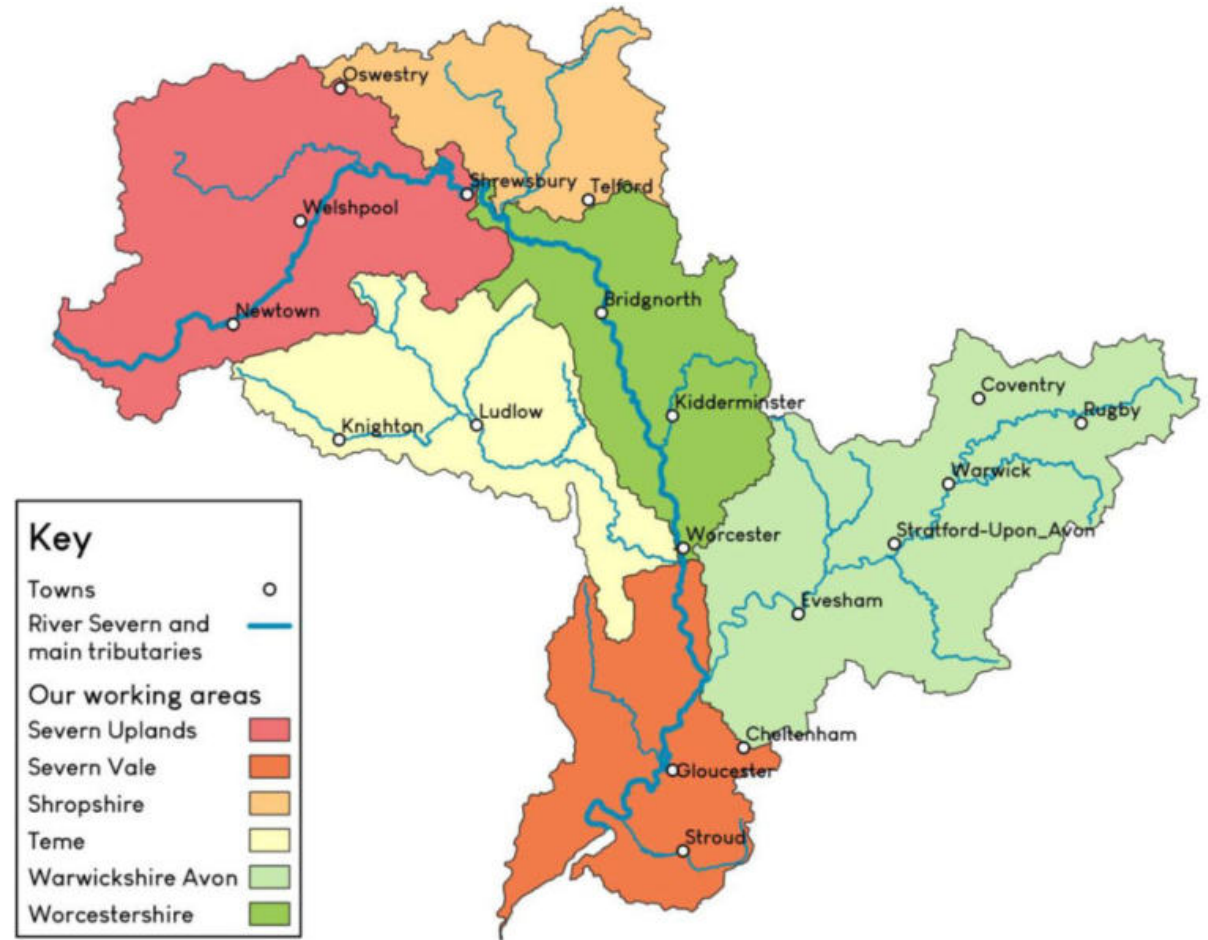 Oswestry
Shrewsbury
Telford
Welshpool
Newtown
Bridgnorth
Coventry
Kidderminster
Rugby
Ludlow
Knighton
Warwick
Worcester
Stratford-Upon_Avon
Evesham
Cheltenham
Gloucester
Stroud
Key
Towns
River Severn and
main tributaries
Our working areas
Severn Uplands
Severn Vale
Shropshire
Teme
Warwickshire Avon
Worcestershire